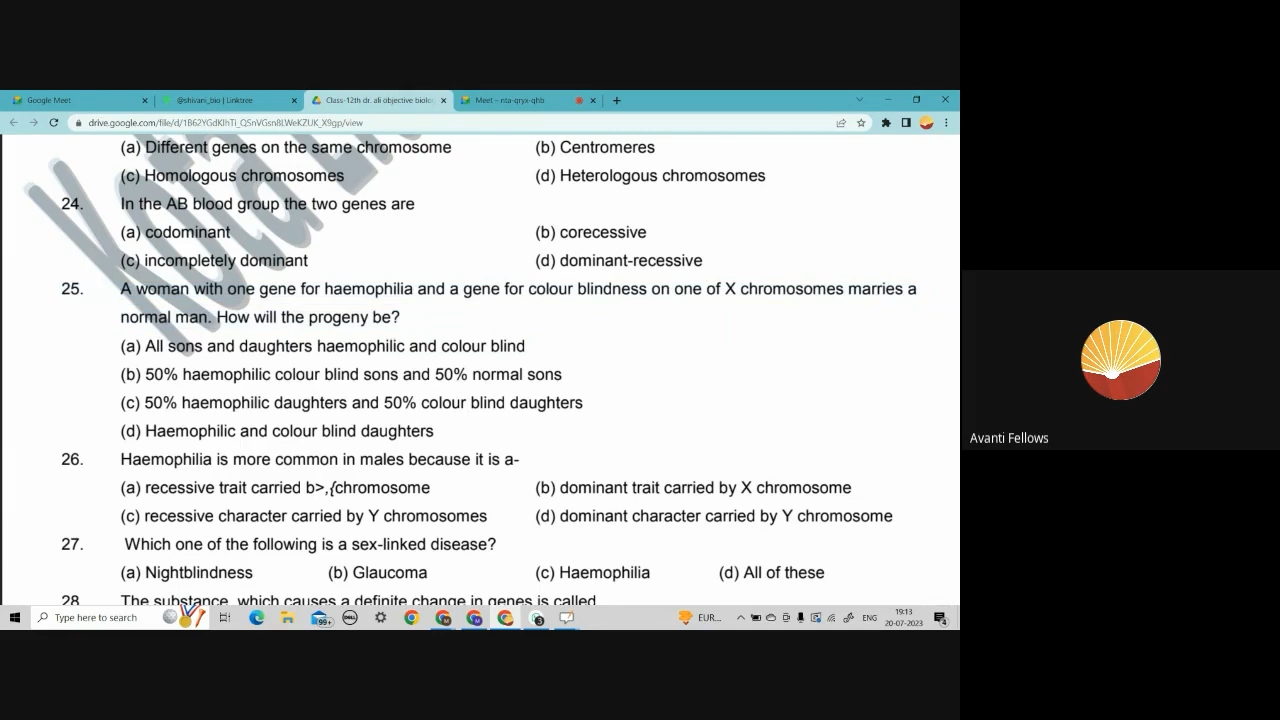 Google Meet
@shivani_bio | Linktree
Class-12th dr. ali objective biolo
Meet – nta-qryx-qhb
drive.google.com/file/d/1B62YGdKIhTi_QSnVGsn8LWeKZUK_X9gp/view
(a) Different genes on the same chromosome (b) Centromeres
(c) Homologous chromosomes (d) Heterologous chromosomes
24. In the AB blood group the two genes are
(a) codominant (b) corecessive
(c) incompletely dominant (d) dominant-recessive
25. A woman with one gene for haemophilia and a gene for colour blindness on one of X chromosomes marries a
normal man. How will the progeny be?
(a) All sons and daughters haemophilic and colour blind
(b) 50% haemophilic colour blind sons and 50% normal sons
(c) 50% haemophilic daughters and 50% colour blind daughters
(d) Haemophilic and colour blind daughters
26. Haemophilia is more common in males because it is a-
(a) recessive trait carried b>,{chromosome (b) dominant trait carried by X chromosome
(c) recessive character carried by Y chromosomes (d) dominant character carried by Y chromosome
27. Which one of the following is a sex-linked disease?
(a) Nightblindness (b) Glaucoma (c) Haemophilia (d) All of these
28. The substance, which causes a definite change in genes is called
Kota
Avanti Fellows
Type here to search
99+
DELL
EUR...
ENG
19:13
20-07-2023